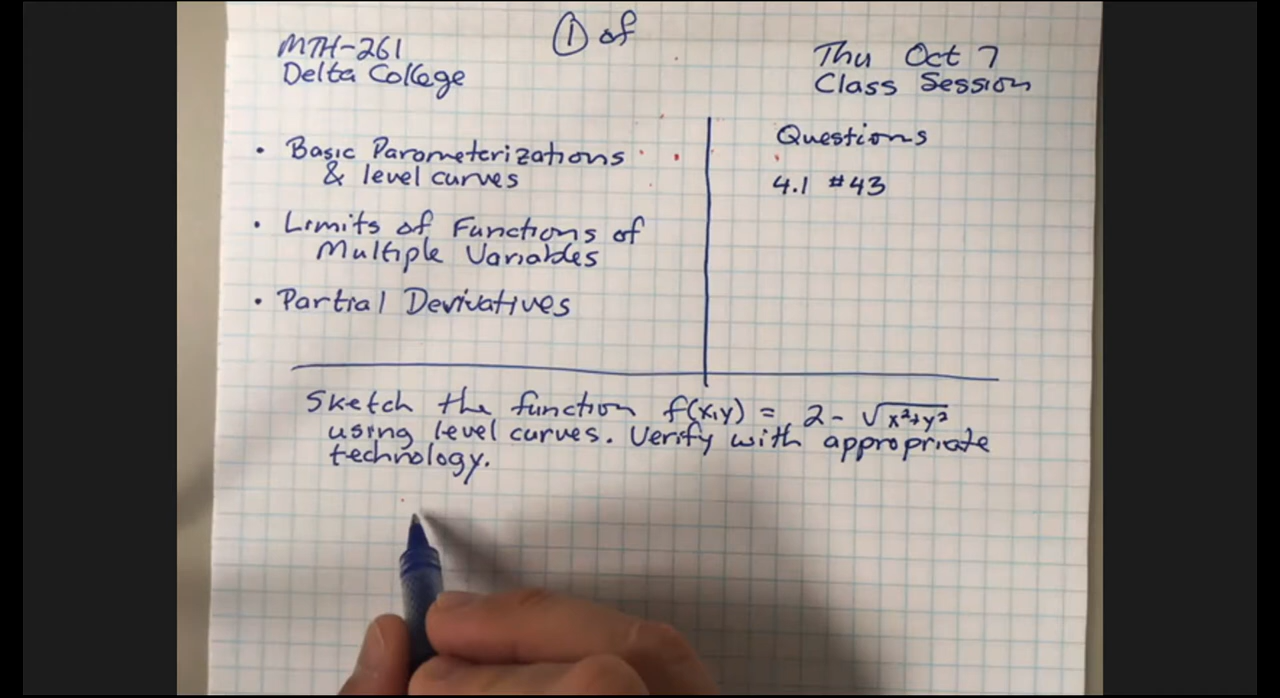 ① of
MTH-261
Delta College
Thu Oct 7
Class Session
• Basic Parameterizations
& level curves
• Limits of Functions of
Multiple Variables
• Partial Derivatives
Questions
4.1 #43
Sketch the function f(x,y) = 2 - √x²+y²
using level curves. Verify with appropriate
technology.